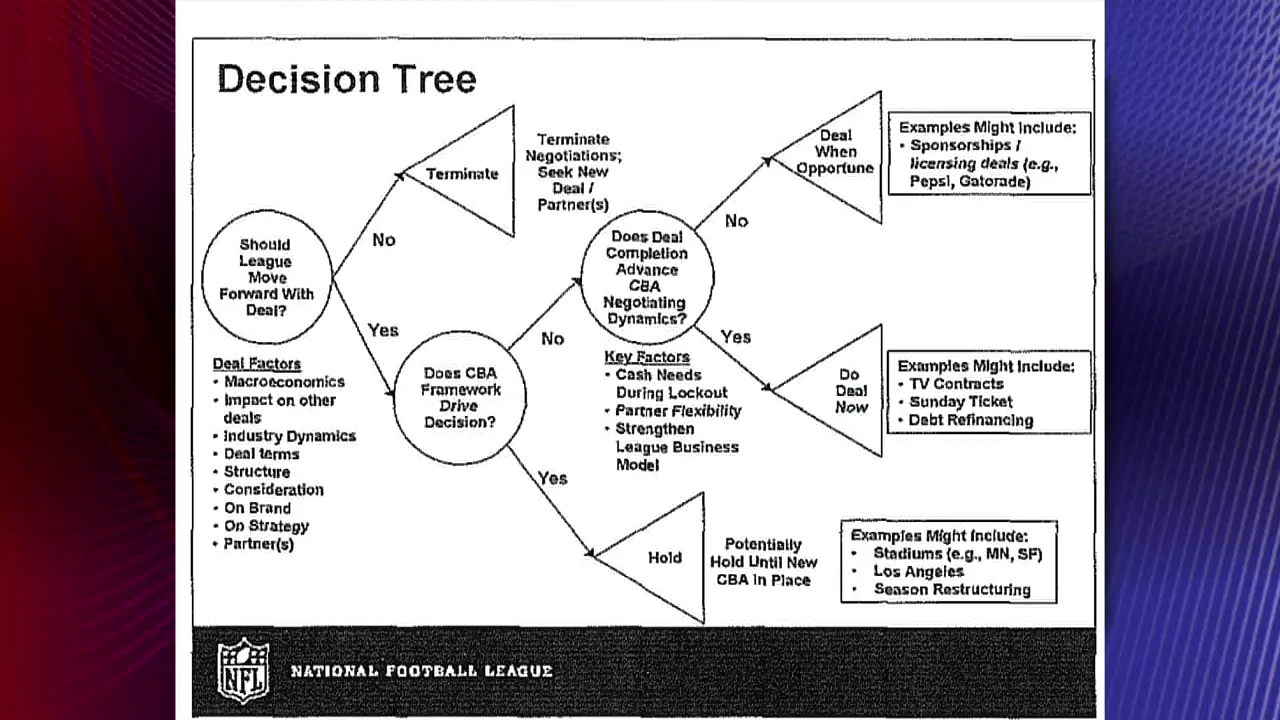 Decision Tree
Should
League
Move
Forward With
Deal?
No
Yes
Terminate
Terminate
Negotiations;
Seek New
Deal /
Partner(s)
Deal Factors
• Macroeconomics
• Impact on other
deals
• Industry Dynamics
• Deal terms
• Structure
• Consideration
• On Brand
• On Strategy
• Partner(s)
Does CBA
Framework
Drive
Decision?
No
Yes
Does Deal
Completion
Advance
CBA
Negotiating
Dynamics?
Key Factors
• Cash Needs
During Lockout
• Partner Flexibility
• Strengthen
League Business
Model
No
Yes
Deal
When
Opportune
Examples Might Include:
• Sponsorships /
licensing deals (e.g.,
Pepsi, Gatorade)
Do
Deal
Now
Examples Might Include:
• TV Contracts
• Sunday Ticket
• Debt Refinancing
Hold
Potentially
Hold Until New
CBA In Place
Examples Might Include:
• Stadiums (e.g., MN, SF)
• Los Angeles
• Season Restructuring
NFL
NATIONAL FOOTBALL LEAGUE